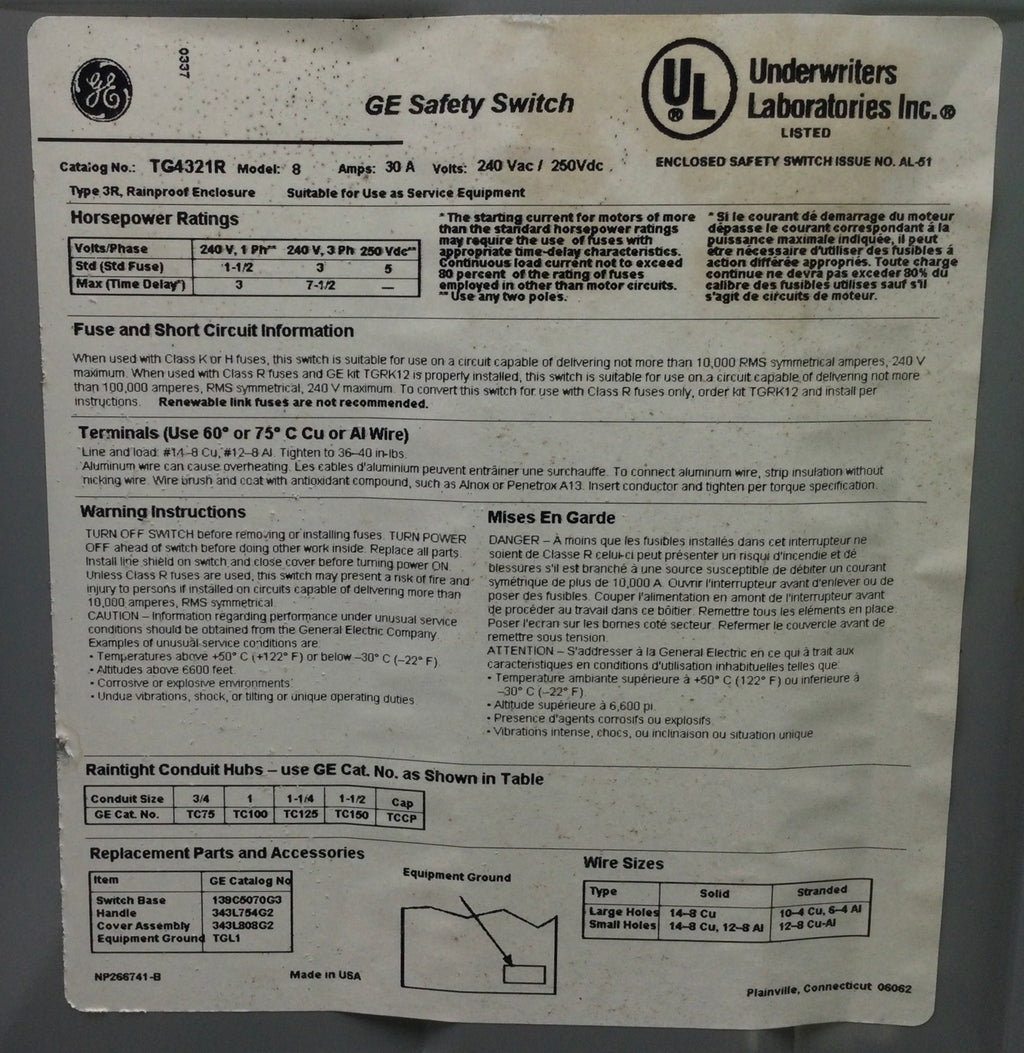 GE
0337
GE Safety Switch
UL
®
Underwriters
Laboratories Inc.®
LISTED
Catalog No.: TG4321R Model: 8 Amps: 30 A Volts: 240 Vac / 250Vdc
ENCLOSED SAFETY SWITCH ISSUE NO. AL-51
Type 3R, Rainproof Enclosure Suitable for Use as Service Equipment
Horsepower Ratings
Volts/Phase 240 V, 1 Ph** 240 V, 3 Ph 250 Vdc**
Std (Std Fuse) 1-1/2 3 5
Max (Time Delay*) 3 7-1/2 —
* The starting current for motors of more
than the standard horsepower ratings
may require the use of fuses with
appropriate time-delay characteristics.
Continuous load current not to exceed
80 percent of the rating of fuses
employed in other than motor circuits.
** Use any two poles.
* Si le courant dé demarrage du moteur
dépasse le courant correspondant à la
puissance maximale indiquée, il peut
etre nécessaire d'utiliser des fusibles à
action différée appropriés. Toute charge
continue ne devra pas exceder 80% du
calibre des fusibles utilises sauf s'il
s'agit de circuits de moteur.
Fuse and Short Circuit Information
When used with Class K or H fuses, this switch is suitable for use on a circuit capable of delivering not more than 10,000 RMS symmetrical amperes, 240 V
maximum. When used with Class R fuses and GE kit TGRK12 is properly installed, this switch is suitable for use on a circuit capable of delivering not more
than 100,000 amperes, RMS symmetrical, 240 V maximum. To convert this switch for use with Class R fuses only, order kit TGRK12 and install per
instructions. Renewable link fuses are not recommended.
Terminals (Use 60° or 75° C Cu or Al Wire)
Line and load: #14–8 Cu, #12–8 Al. Tighten to 36–40 in-lbs.
Aluminum wire can cause overheating. Les cables d'aluminium peuvent entràiner une surchauffe. To connect aluminum wire, strip insulation without
nicking wire. Wire brush and coat with antioxidant compound, such as Alnox or Penetrox A13. Insert conductor and tighten per torque specification.
Warning Instructions
TURN OFF SWITCH before removing or installing fuses. TURN POWER
OFF ahead of switch before doing other work inside. Replace all parts.
Install line shield on switch and close cover before turning power ON.
Unless Class R fuses are used, this switch may present a risk of fire and
injury to persons if installed on circuits capable of delivering more than
10,000 amperes, RMS symmetrical.
CAUTION – Information regarding performance under unusual service
conditions should be obtained from the General Electric Company.
Examples of unusual service conditions are
• Temperatures above +50° C (+122° F) or below –30° C (–22° F)
• Altitudes above 6600 feet
• Corrosive or explosive environments
• Undue vibrations, shock, or tilting or unique operating duties
Mises En Garde
DANGER – A moins que les fusibles installés dans cet interrupteur ne
soient de Classe R celui-ci peut présenter un risqui d'incendie et dé
blessures s'il est branché à une source susceptible de débiter un courant
symétrique de plus de 10,000 A. Ouvrir l'interrupteur avant d'enlever ou de
poser des fusibles. Couper l'alimentation en amont de l'interrupteur avant
de procéder au travail dans ce bôitier. Remettre tous les eléments en place.
Poser l'ecran sur les bornes coté secteur. Refermer le couvercle avant de
remettre sous tension.
ATTENTION – S'addresser à la General Electric en ce qui à trait aux
caracteristiques en conditions d'utilisation inhabituelles telles que:
• Temperature ambiante supérieure à +50° C (122° F) ou inferieure à
–30° C (–22° F)
• Altitude supérieure à 6,600 pi.
• Presence d'agents corrosifs ou explosifs
• Vibrations intense, chocs, ou inclinaison ou situation unique
Raintight Conduit Hubs – use GE Cat. No. as Shown in Table
Conduit Size 3/4 1 1-1/4 1-1/2 Cap
GE Cat. No. TC75 TC100 TC125 TC150 TCCP
Replacement Parts and Accessories
Item GE Catalog No
Switch Base 139C5070G3
Handle 343L754G2
Cover Assembly 343L808G2
Equipment Ground TGL1
Equipment Ground
Wire Sizes
Type Solid Stranded
Large Holes 14–8 Cu 10–4 Cu, 6–4 Al
Small Holes 14–8 Cu, 12–8 Al 12–8 Cu-Al
NP266741-B
Made in USA
Plainville, Connecticut 06062